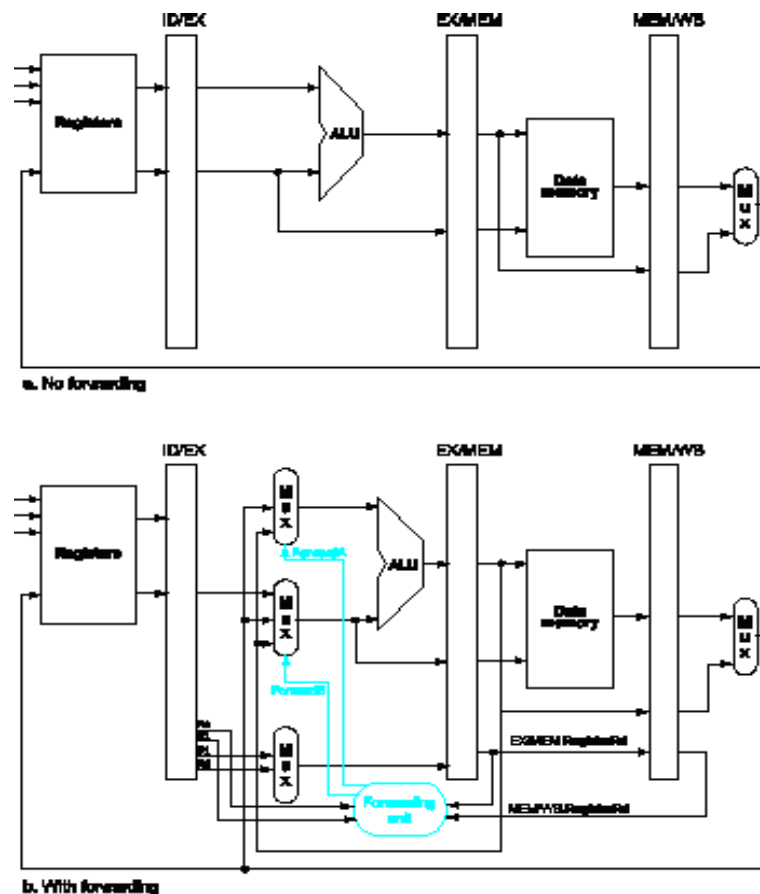 ID/EX
EX/MEM
MEM/WB
Registers
ALU
Data
memory
M
u
x
a. No forwarding
ID/EX
EX/MEM
MEM/WB
M
u
x
Registers
ForwardA
ALU
M
u
x
Data
memory
M
u
x
ForwardB
Rs
Rt
Rt
Rd
M
u
x
EX/MEM.RegisterRd
Forwarding
unit
MEM/WB.RegisterRd
b. With forwarding